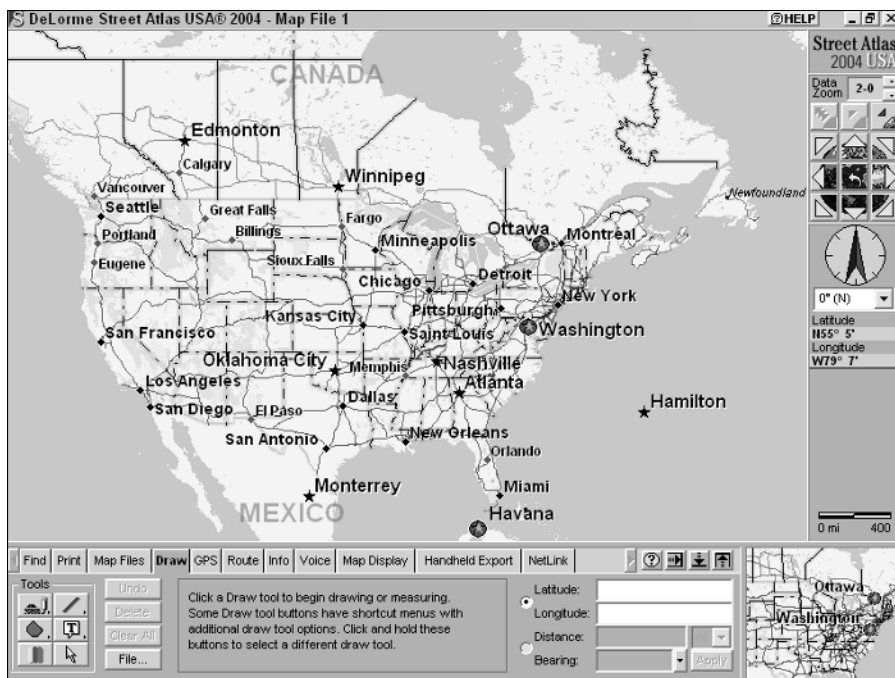 DeLorme Street Atlas USA® 2004 - Map File 1
HELP
Street Atlas
2004 USA
Data
Zoom
2-0
CANADA
Edmonton
Calgary
Winnipeg
Vancouver
Seattle
Great Falls
Fargo
Newfoundland
Portland
Billings
Minneapolis
Ottawa
Montreal
Eugene
Sioux Falls
Chicago
Detroit
0° (N)
New York
Kansas City
Pittsburgh
Latitude
N55° 5'
Longitude
W79° 7'
San Francisco
Saint Louis
Washington
Oklahoma City
Memphis
Nashville
Los Angeles
Dallas
Atlanta
Hamilton
San Diego
El Paso
San Antonio
New Orleans
Orlando
Monterrey
Miami
MEXICO
Havana
0 mi 400
Find Print Map Files Draw GPS Route Info Voice Map Display Handheld Export NetLink
Tools
Undo
Delete
Clear All
File...
Click a Draw tool to begin drawing or measuring.
Some Draw tool buttons have shortcut menus with
additional draw tool options. Click and hold these
buttons to select a different draw tool.
Latitude:
Longitude:
Distance:
Bearing:
Apply
Ottawa
Washington